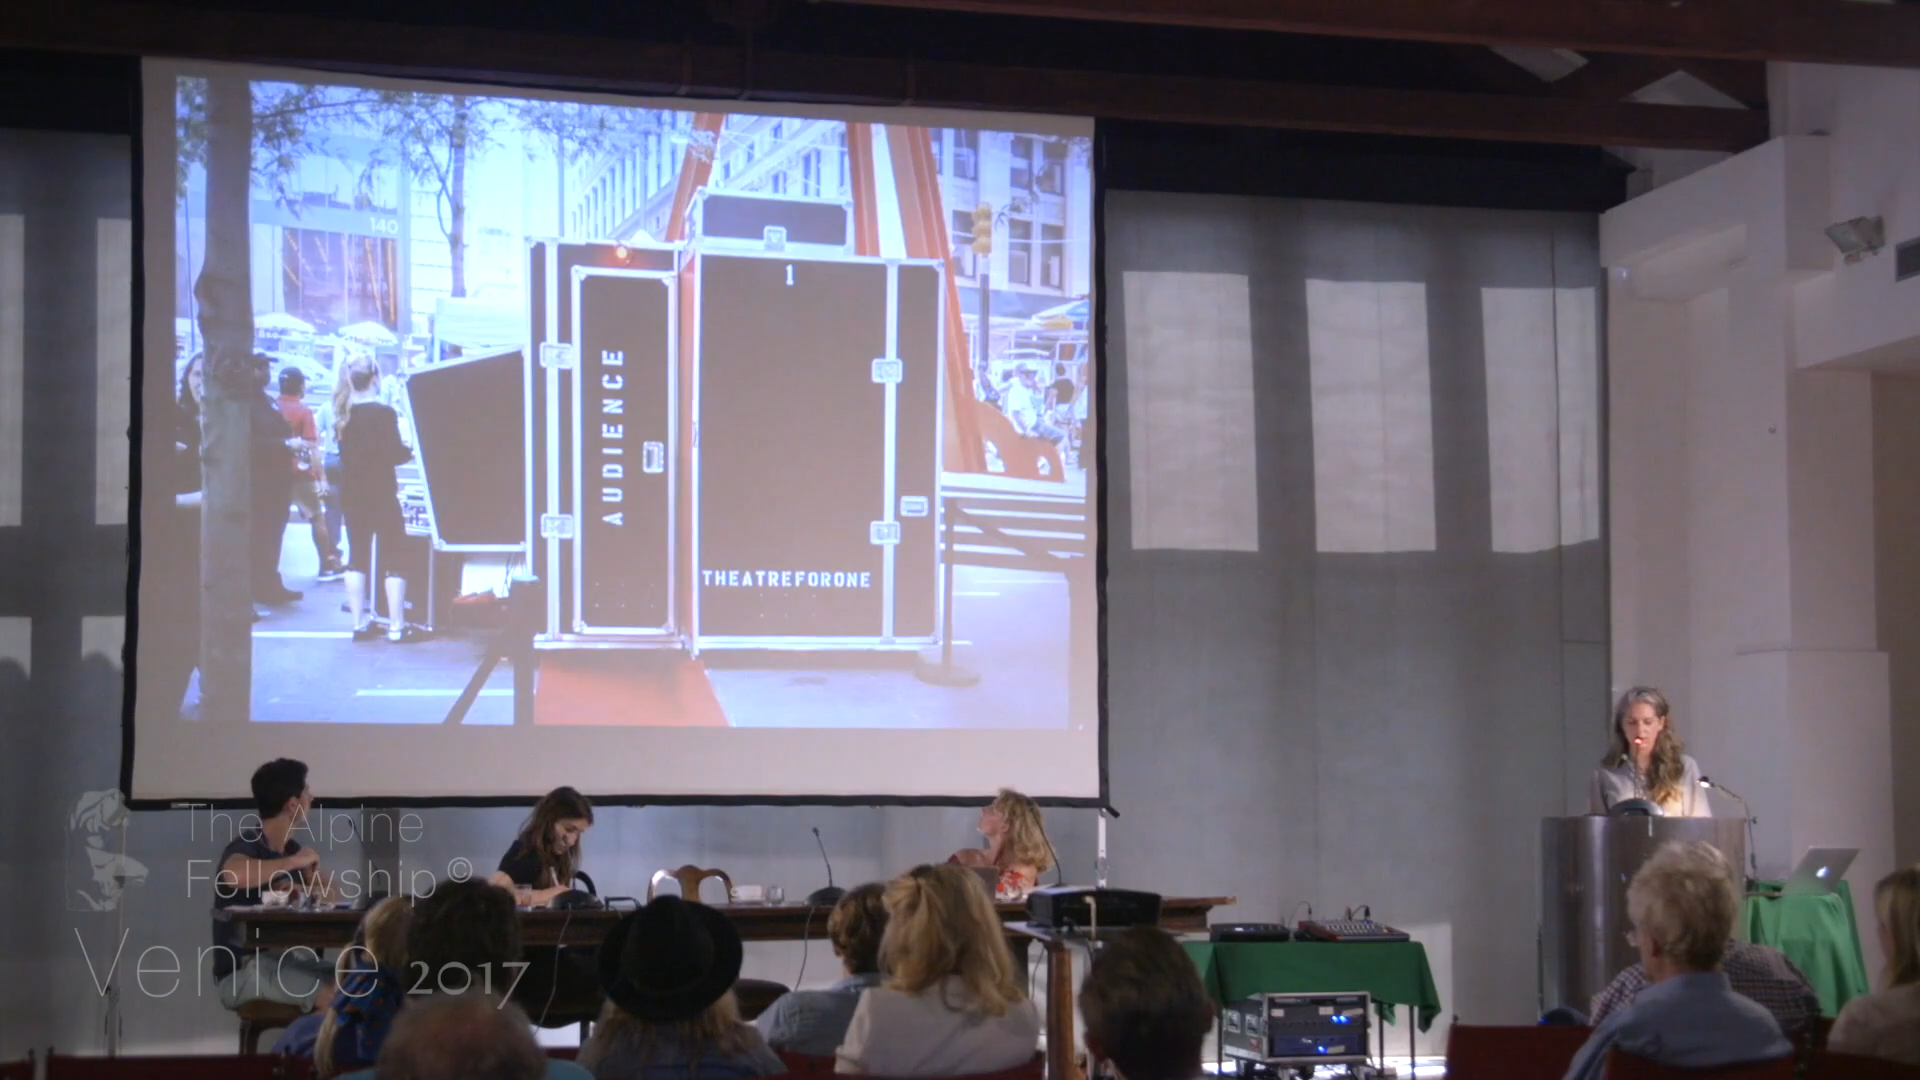 140
1
AUDIENCE
THEATREFORONE
The Alpine
Fellowship©
Venice 2017